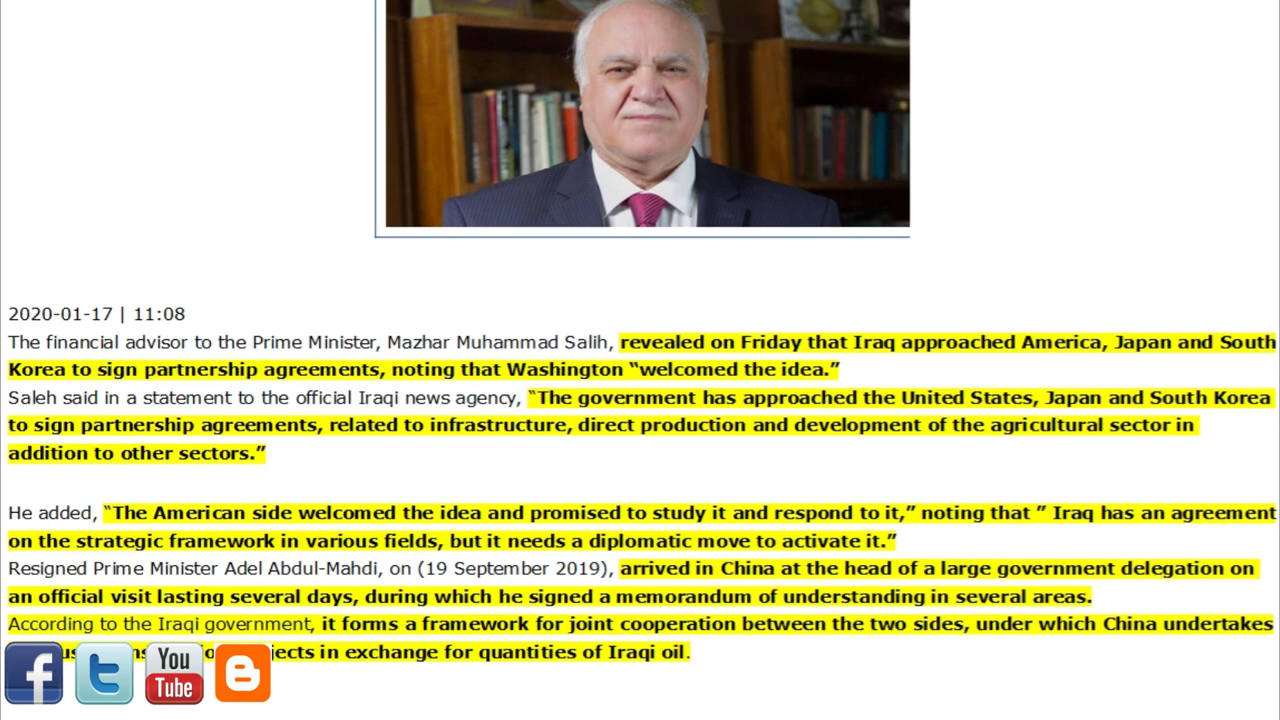 2020-01-17 | 11:08
The financial advisor to the Prime Minister, Mazhar Muhammad Salih, revealed on Friday that Iraq approached America, Japan and South
Korea to sign partnership agreements, noting that Washington “welcomed the idea.”
Saleh said in a statement to the official Iraqi news agency, “The government has approached the United States, Japan and South Korea
to sign partnership agreements, related to infrastructure, direct production and development of the agricultural sector in
addition to other sectors.”
He added, “The American side welcomed the idea and promised to study it and respond to it,” noting that ” Iraq has an agreement
on the strategic framework in various fields, but it needs a diplomatic move to activate it.”
Resigned Prime Minister Adel Abdul-Mahdi, on (19 September 2019), arrived in China at the head of a large government delegation on
an official visit lasting several days, during which he signed a memorandum of understanding in several areas.
According to the Iraqi government, it forms a framework for joint cooperation between the two sides, under which China undertakes
in exchange for quantities of Iraqi oil.
You
Tube